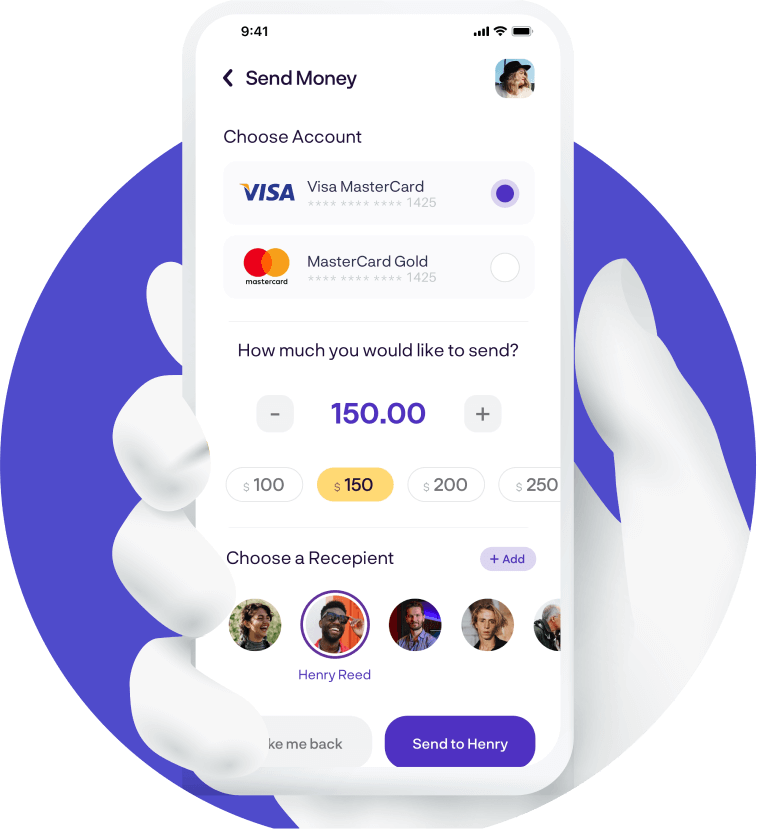 9:41
Send Money
Choose Account
VISA
Visa MasterCard
**** **** **** 1425
mastercard
MasterCard Gold
**** **** **** 1425
How much you would like to send?
- 150.00 +
$ 100 $ 150 $ 200 $ 250
Choose a Recepient + Add
Henry Reed
ke me back Send to Henry